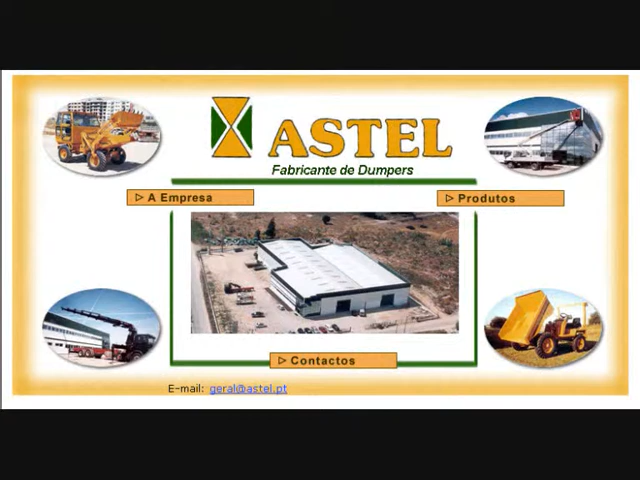 ASTEL
Fabricante de Dumpers
A Empresa
Produtos
Contactos
E-mail: geral@astel.pt